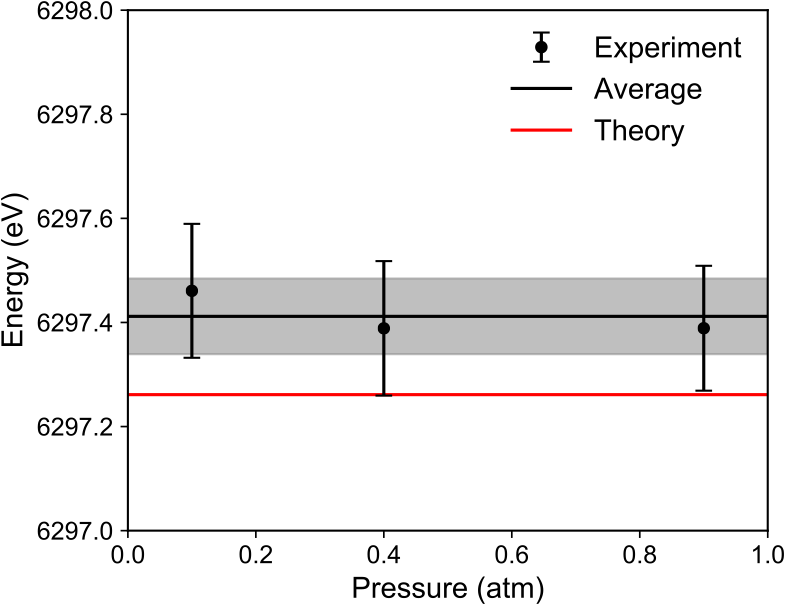 6298.0
6297.8
6297.6
6297.4
6297.2
6297.0
Energy (eV)
Experiment
Average
Theory
0.0 0.2 0.4 0.6 0.8 1.0
Pressure (atm)